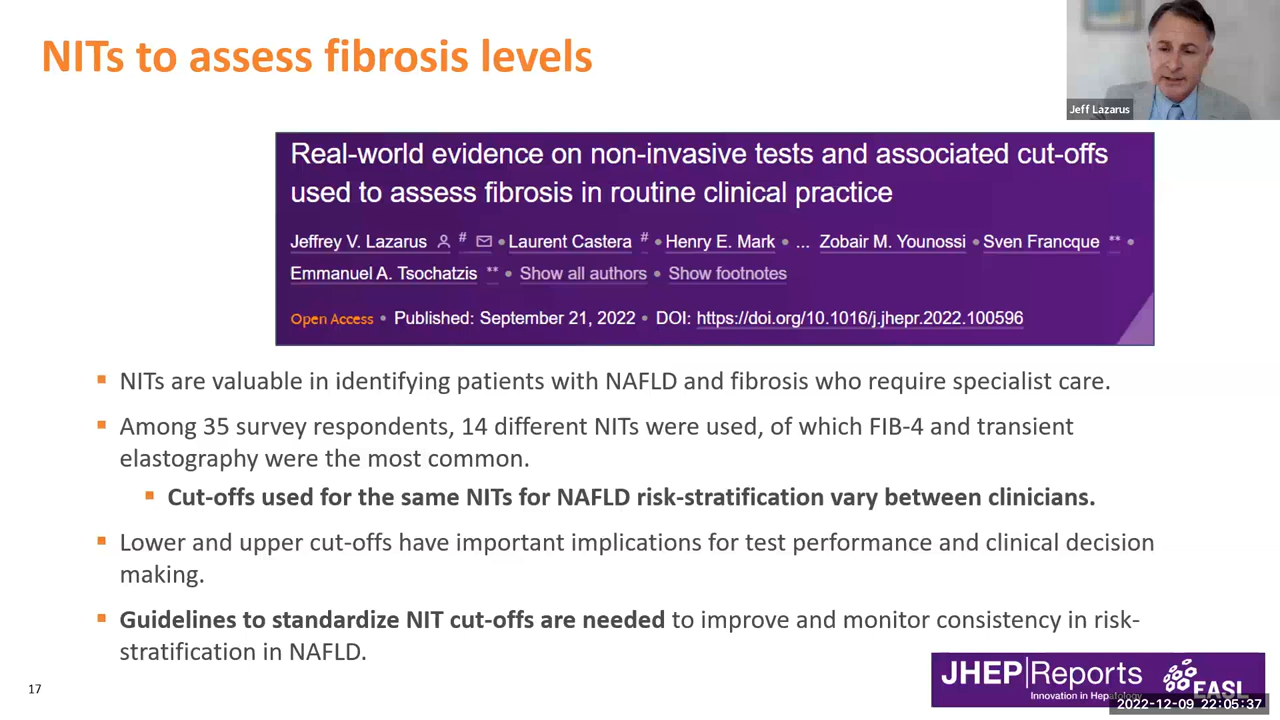 NITs to assess fibrosis levels
Jeff Lazarus
Real-world evidence on non-invasive tests and associated cut-offs
used to assess fibrosis in routine clinical practice
Jeffrey V. Lazarus # • Laurent Castera # • Henry E. Mark • ... Zobair M. Younossi • Sven Francque ** •
Emmanuel A. Tsochatzis ** • Show all authors • Show footnotes
Open Access • Published: September 21, 2022 • DOI: https://doi.org/10.1016/j.jhepr.2022.100596
▪ NITs are valuable in identifying patients with NAFLD and fibrosis who require specialist care.
▪ Among 35 survey respondents, 14 different NITs were used, of which FIB-4 and transient
elastography were the most common.
▪ Cut-offs used for the same NITs for NAFLD risk-stratification vary between clinicians.
▪ Lower and upper cut-offs have important implications for test performance and clinical decision
making.
▪ Guidelines to standardize NIT cut-offs are needed to improve and monitor consistency in risk-
stratification in NAFLD.
17
JHEP|Reports
Innovation in Hepatology
EASL
2022-12-09 22:05:37